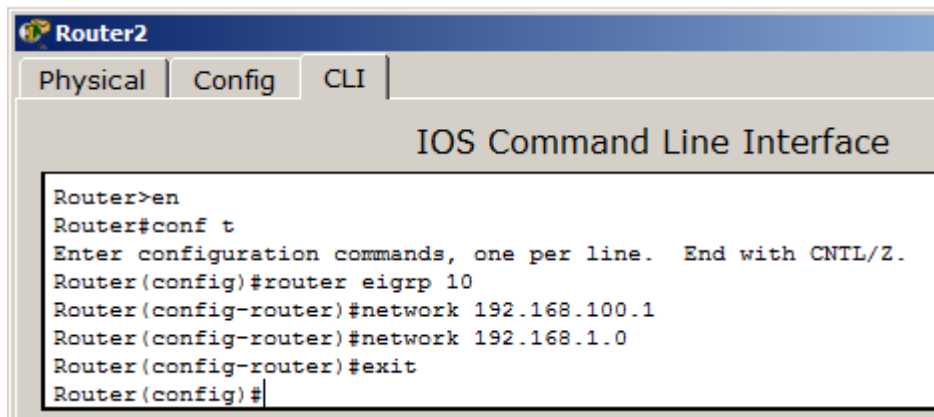 Router2
Physical Config CLI
IOS Command Line Interface
Router>en
Router#conf t
Enter configuration commands, one per line.  End with CNTL/Z.
Router(config)#router eigrp 10
Router(config-router)#network 192.168.100.1
Router(config-router)#network 192.168.1.0
Router(config-router)#exit
Router(config)#